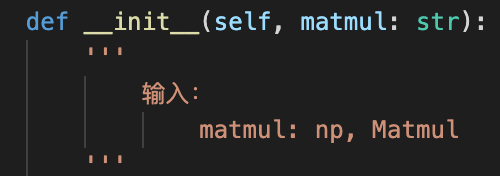 def __init__(self, matmul: str):
'''
输入:
matmul: np, Matmul
'''